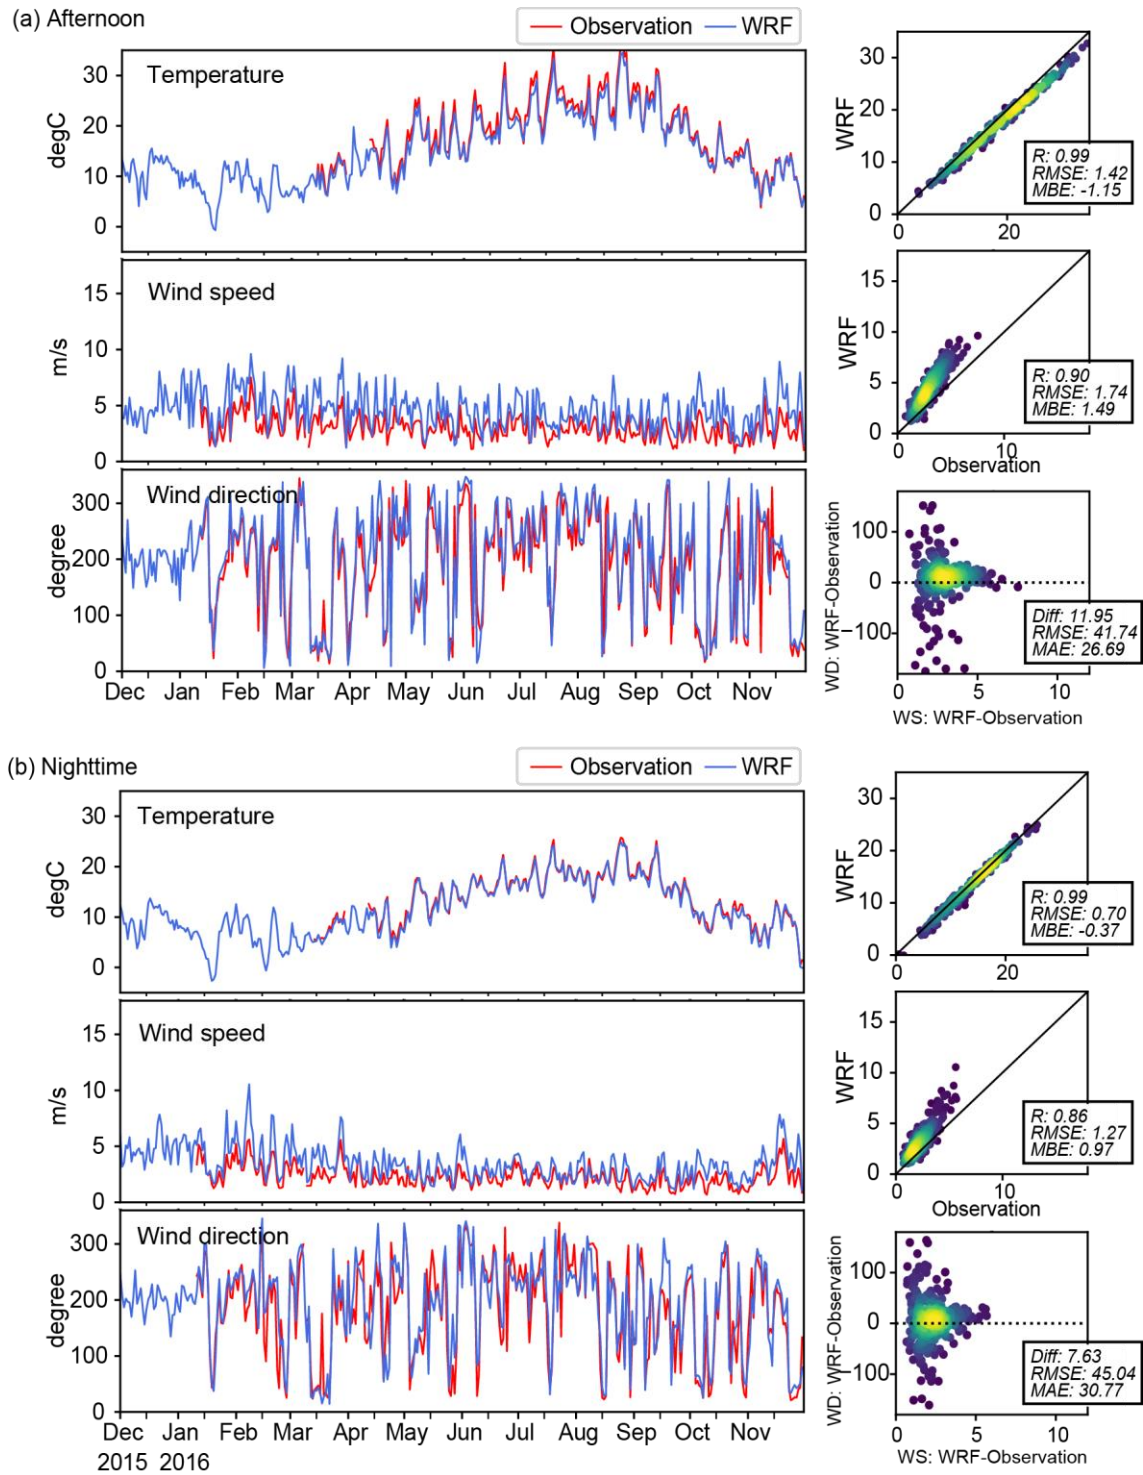 (a) Afternoon
Observation WRF
Temperature
degC
30
20
10
0
Wind speed
m/s
15
10
5
0
Wind direction
degree
300
200
100
0
Dec Jan Feb Mar Apr May Jun Jul Aug Sep Oct Nov
WRF
30
20
10
0
0 20
R: 0.99
RMSE: 1.42
MBE: -1.15
WRF
15
10
5
0
0 10
Observation
R: 0.90
RMSE: 1.74
MBE: 1.49
WD: WRF-Observation
100
0
−100
0 5 10
WS: WRF-Observation
Diff: 11.95
RMSE: 41.74
MAE: 26.69
(b) Nighttime
Observation WRF
Temperature
degC
30
20
10
0
Wind speed
m/s
15
10
5
0
Wind direction
degree
300
200
100
0
Dec Jan Feb Mar Apr May Jun Jul Aug Sep Oct Nov
2015 2016
WRF
30
20
10
0
0 20
R: 0.99
RMSE: 0.70
MBE: -0.37
WRF
15
10
5
0
0 10
Observation
R: 0.86
RMSE: 1.27
MBE: 0.97
WD: WRF-Observation
100
0
−100
0 5 10
WS: WRF-Observation
Diff: 7.63
RMSE: 45.04
MAE: 30.77